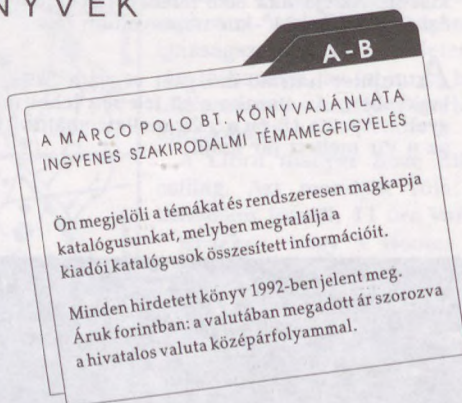 NYVEK
A-B
A MARCO POLO BT. KÖNYVAJÁNLATA
INGYENES SZAKIRODALMI TÉMAMEGFIGYELÉS
Ön megjelöli a témákat és rendszeresen magkapja
katalógusunkat, melyben megtalálja a
kiadói katalógusok összesített információit.
Minden hirdetett könyv 1992-ben jelent meg.
Áruk forintban: a valutában megadott ár szorozva
a hivatalos valuta középárfolyammal.